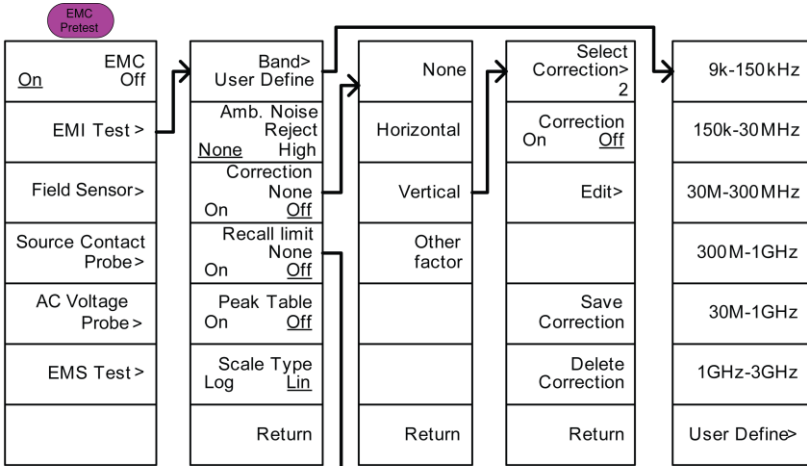 EMC
Pretest
EMC
On Off
EMI Test >
Field Sensor>
Source Contact
Probe>
AC Voltage
Probe >
EMS Test >
Band>
User Define
Amb. Noise
Reject
None High
Correction
None
On Off
Recall limit
None
On Off
Peak Table
On Off
Scale Type
Log Lin
Return
None
Horizontal
Vertical
Other
factor
Return
Select
Correction>
2
Correction
On Off
Edit>
Save
Correction
Delete
Correction
Return
9k-150kHz
150k-30MHz
30M-300MHz
300M-1GHz
30M-1GHz
1GHz-3GHz
User Define>